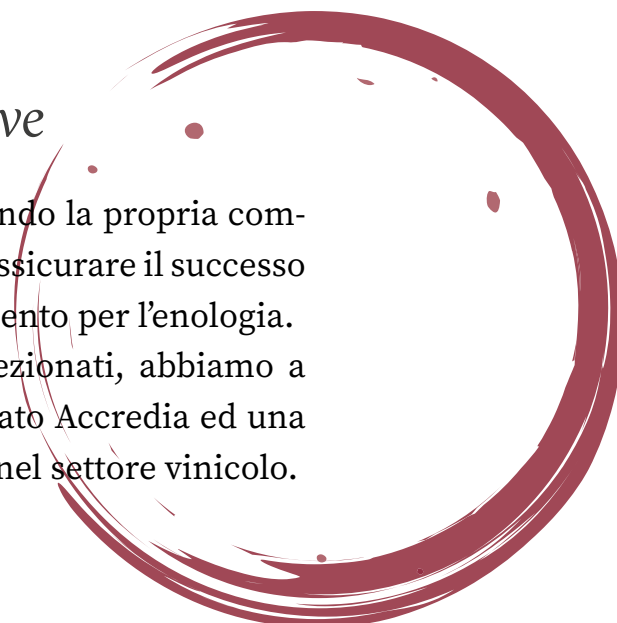 ve
ndo la propria com-
ssicurare il successo
ento per l’enologia.
ezionati, abbiamo a
ato Accredia ed una
nel settore vinicolo.